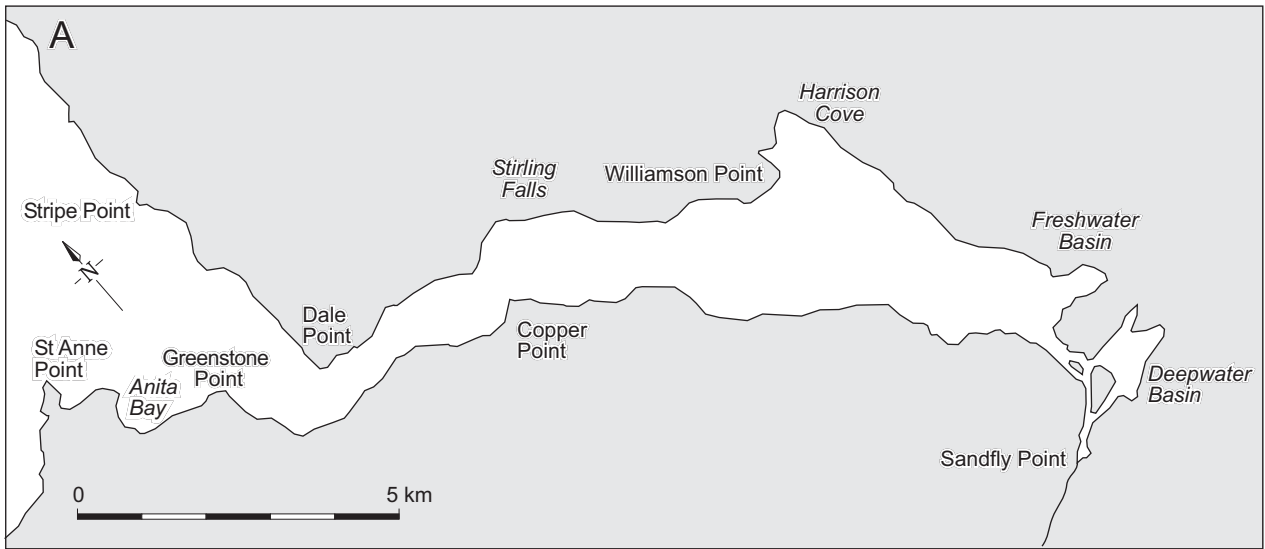 A
Harrison
Cove
Stirling
Falls
Williamson Point
Stripe Point
Freshwater
Basin
N
Dale
Point
Copper
Point
St Anne
Point
Greenstone
Point
Anita
Bay
Deepwater
Basin
Sandfly Point
0 5 km